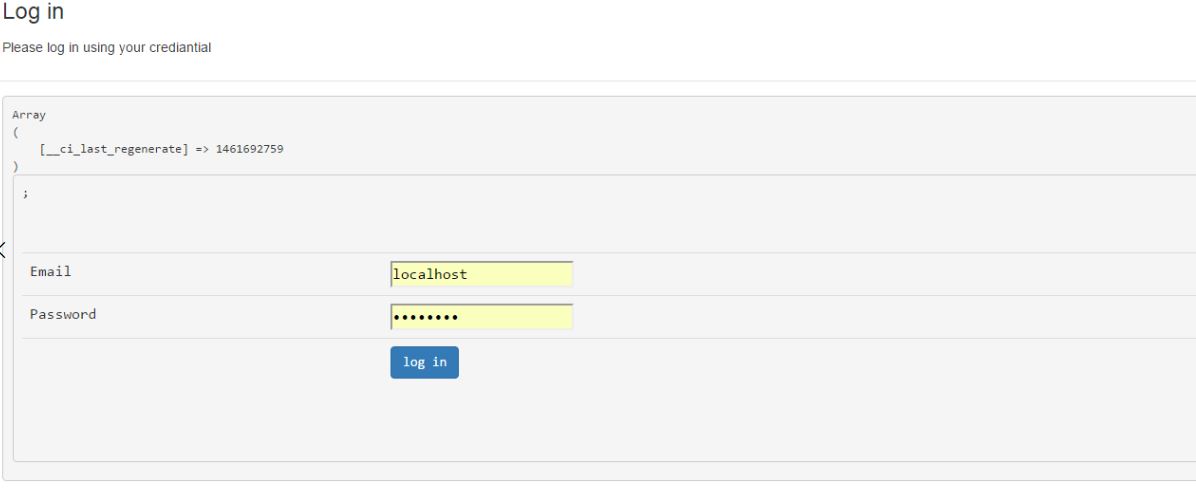 Log in
Please log in using your crediantial
Array
(
[__ci_last_regenerate] => 1461692759
)
;
Email
localhost
Password
••••••••
log in